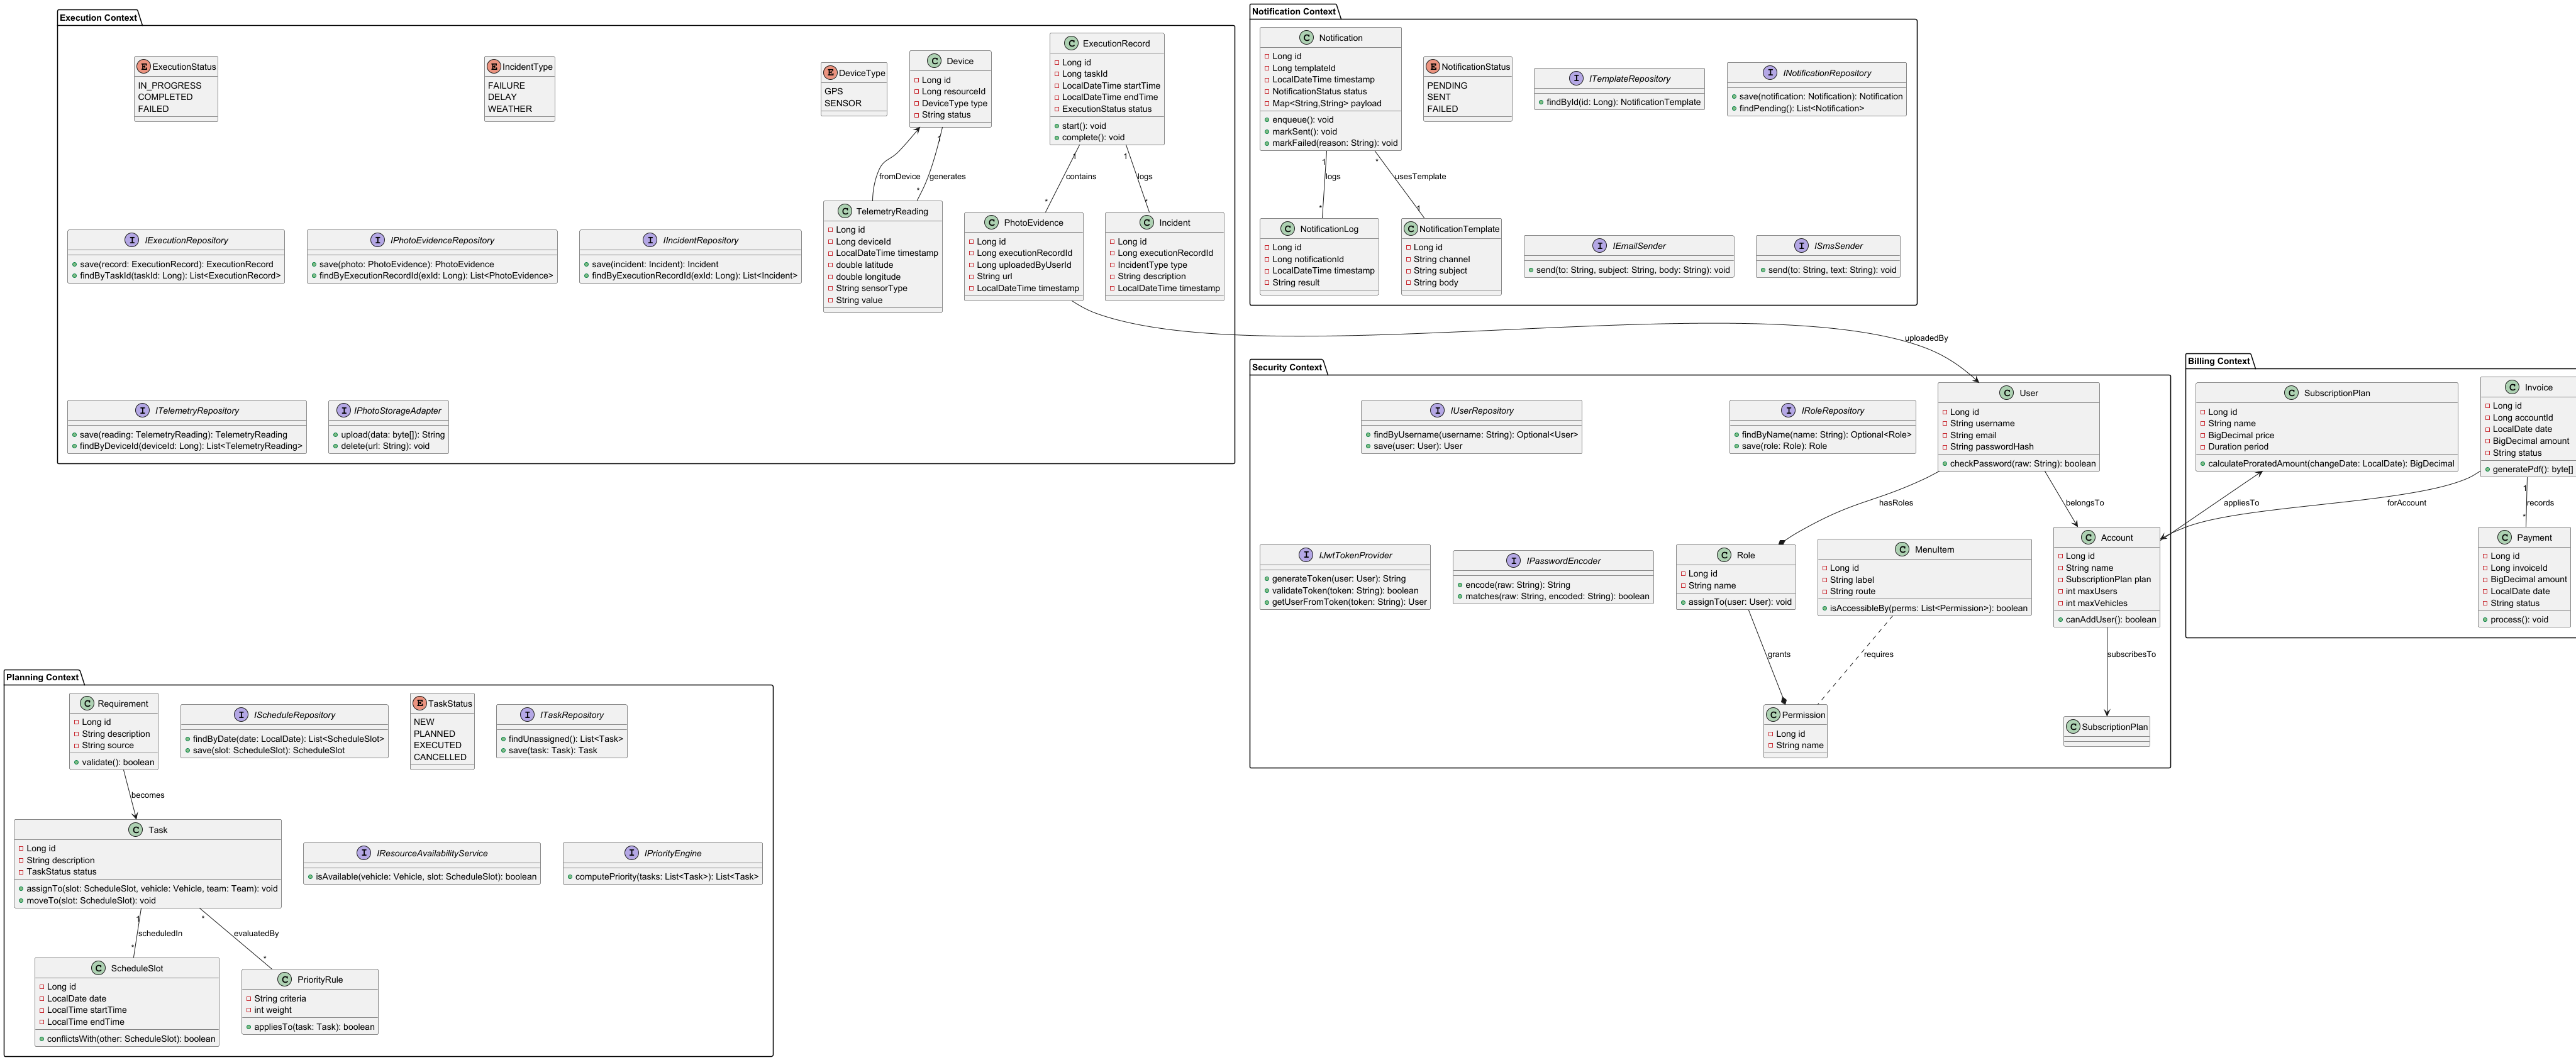 Execution Context
E ExecutionStatus
IN_PROGRESS
COMPLETED
FAILED
E IncidentType
FAILURE
DELAY
WEATHER
E DeviceType
GPS
SENSOR
C Device
Long id
Long resourceId
DeviceType type
String status
C ExecutionRecord
Long id
Long taskId
LocalDateTime startTime
LocalDateTime endTime
ExecutionStatus status
start(): void
complete(): void
fromDevice
1
generates
*
1
contains
*
1
logs
*
I IExecutionRepository
save(record: ExecutionRecord): ExecutionRecord
findByTaskId(taskId: Long): List<ExecutionRecord>
I IPhotoEvidenceRepository
save(photo: PhotoEvidence): PhotoEvidence
findByExecutionRecordId(exId: Long): List<PhotoEvidence>
I IIncidentRepository
save(incident: Incident): Incident
findByExecutionRecordId(exId: Long): List<Incident>
C TelemetryReading
Long id
Long deviceId
LocalDateTime timestamp
double latitude
double longitude
String sensorType
String value
C PhotoEvidence
Long id
Long executionRecordId
Long uploadedByUserId
String url
LocalDateTime timestamp
C Incident
Long id
Long executionRecordId
IncidentType type
String description
LocalDateTime timestamp
I ITelemetryRepository
save(reading: TelemetryReading): TelemetryReading
findByDeviceId(deviceId: Long): List<TelemetryReading>
I IPhotoStorageAdapter
upload(data: byte[]): String
delete(url: String): void
Notification Context
C Notification
Long id
Long templateId
LocalDateTime timestamp
NotificationStatus status
Map<String,String> payload
enqueue(): void
markSent(): void
markFailed(reason: String): void
E NotificationStatus
PENDING
SENT
FAILED
I ITemplateRepository
findById(id: Long): NotificationTemplate
I INotificationRepository
save(notification: Notification): Notification
findPending(): List<Notification>
1
logs
*
*
usesTemplate
1
C NotificationLog
Long id
Long notificationId
LocalDateTime timestamp
String result
C NotificationTemplate
Long id
String channel
String subject
String body
I IEmailSender
send(to: String, subject: String, body: String): void
I ISmsSender
send(to: String, text: String): void
uploadedBy
Security Context
I IUserRepository
findByUsername(username: String): Optional<User>
save(user: User): User
I IRoleRepository
findByName(name: String): Optional<Role>
save(role: Role): Role
C User
Long id
String username
String email
String passwordHash
checkPassword(raw: String): boolean
hasRoles
belongsTo
I IJwtTokenProvider
generateToken(user: User): String
validateToken(token: String): boolean
getUserFromToken(token: String): User
I IPasswordEncoder
encode(raw: String): String
matches(raw: String, encoded: String): boolean
C Role
Long id
String name
assignTo(user: User): void
C MenuItem
Long id
String label
String route
isAccessibleBy(perms: List<Permission>): boolean
C Account
Long id
String name
SubscriptionPlan plan
int maxUsers
int maxVehicles
canAddUser(): boolean
grants
requires
subscribesTo
C Permission
Long id
String name
C SubscriptionPlan
Billing Context
C SubscriptionPlan
Long id
String name
BigDecimal price
Duration period
calculateProratedAmount(changeDate: LocalDate): BigDecimal
C Invoice
Long id
Long accountId
LocalDate date
BigDecimal amount
String status
generatePdf(): byte[]
appliesTo
forAccount
1
records
*
C Payment
Long id
Long invoiceId
BigDecimal amount
LocalDate date
String status
process(): void
Planning Context
C Requirement
Long id
String description
String source
validate(): boolean
I IScheduleRepository
findByDate(date: LocalDate): List<ScheduleSlot>
save(slot: ScheduleSlot): ScheduleSlot
E TaskStatus
NEW
PLANNED
EXECUTED
CANCELLED
I ITaskRepository
findUnassigned(): List<Task>
save(task: Task): Task
becomes
C Task
Long id
String description
TaskStatus status
assignTo(slot: ScheduleSlot, vehicle: Vehicle, team: Team): void
moveTo(slot: ScheduleSlot): void
I IResourceAvailabilityService
isAvailable(vehicle: Vehicle, slot: ScheduleSlot): boolean
I IPriorityEngine
computePriority(tasks: List<Task>): List<Task>
1
scheduledIn
*
*
evaluatedBy
*
C ScheduleSlot
Long id
LocalDate date
LocalTime startTime
LocalTime endTime
conflictsWith(other: ScheduleSlot): boolean
C PriorityRule
String criteria
int weight
appliesTo(task: Task): boolean